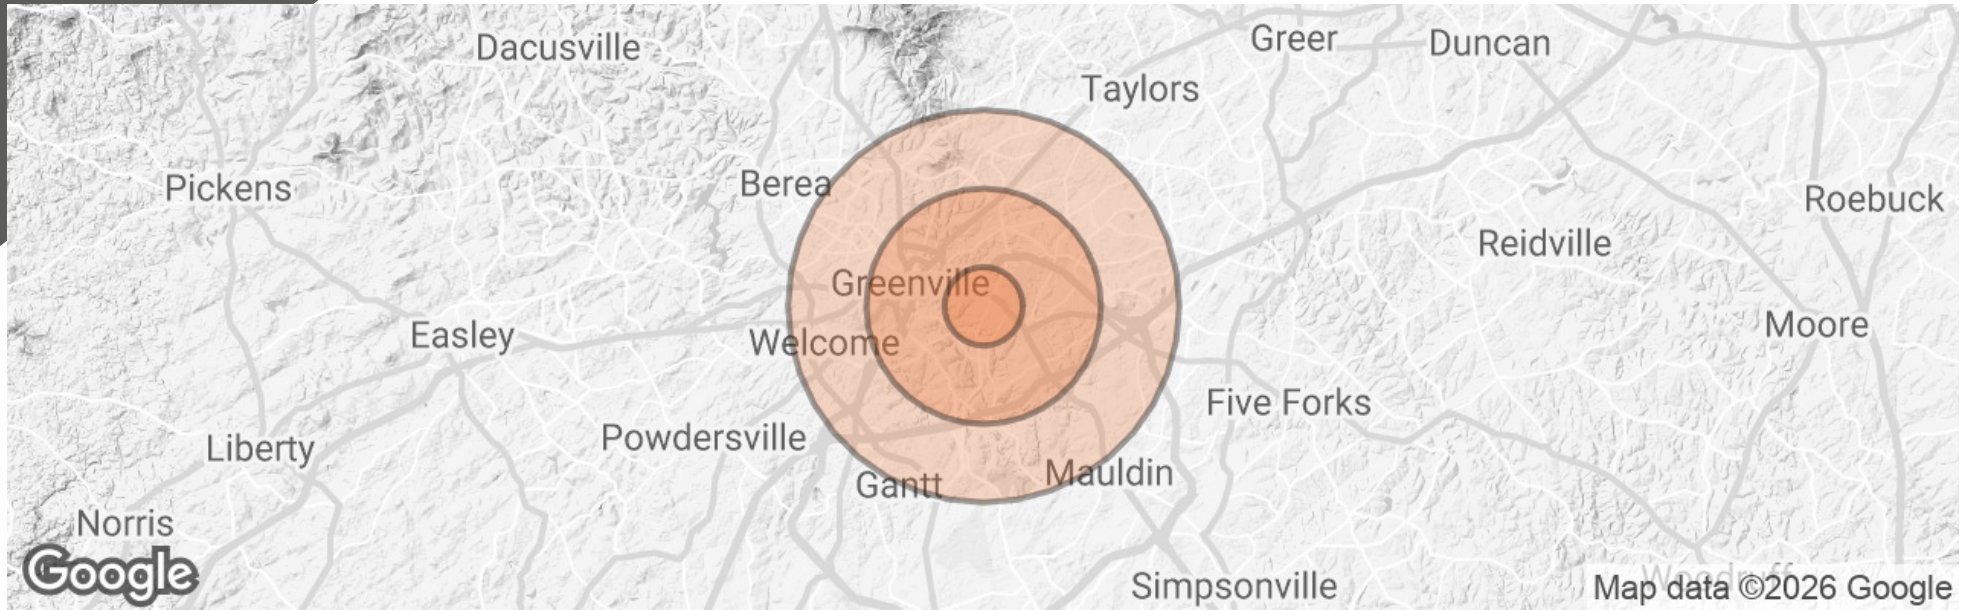 Greer
Duncan
Dacusville
Taylors
Berea
Pickens
Roebuck
Reidville
Greenville
Moore
Easley
Welcome
Five Forks
Powdersville
Liberty
Mauldin
Gantt
Norris
Google
Simpsonville
Woodruff
Map data ©2026 Google